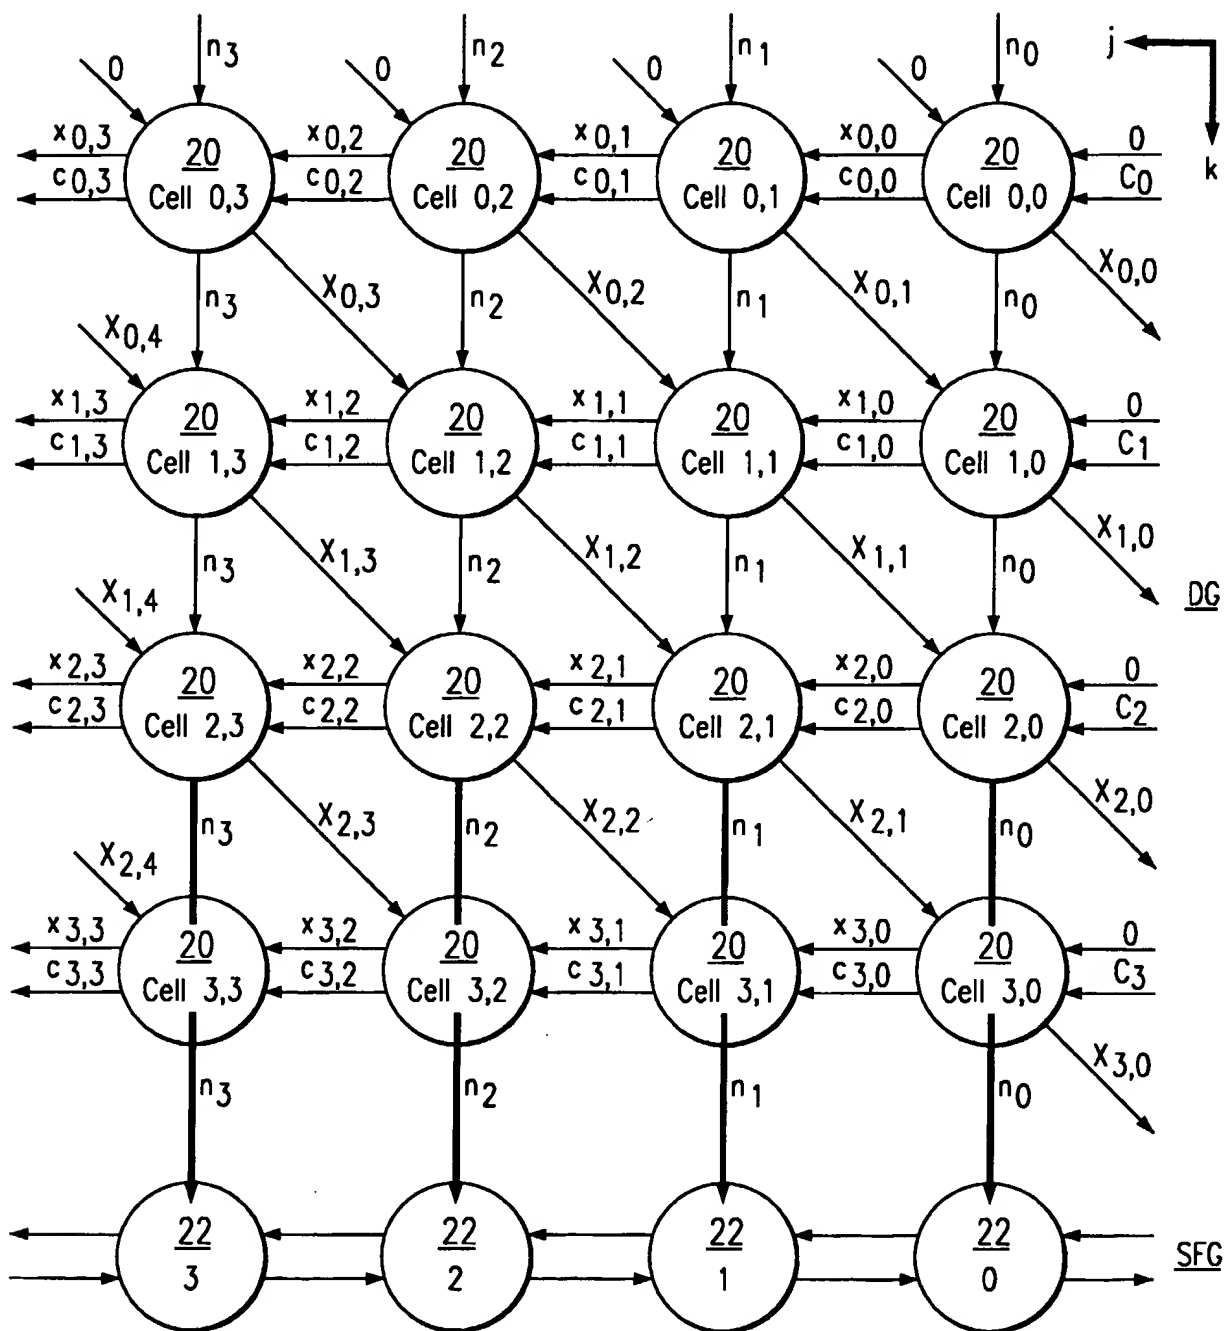 n3 n2 n1 n0 j
0 0 0 0
x0,3 20 x0,2 20 x0,1 20 x0,0 20 0
c0,3 Cell 0,3 c0,2 Cell 0,2 c0,1 Cell 0,1 c0,0 Cell 0,0 C0 k
n3 X0,3 n2 X0,2 n1 X0,1 n0 X0,0
X0,4
x1,3 20 x1,2 20 x1,1 20 x1,0 20 0
c1,3 Cell 1,3 c1,2 Cell 1,2 c1,1 Cell 1,1 c1,0 Cell 1,0 C1
n3 X1,3 n2 X1,2 n1 X1,1 n0 X1,0
X1,4 DG
x2,3 20 x2,2 20 x2,1 20 x2,0 20 0
c2,3 Cell 2,3 c2,2 Cell 2,2 c2,1 Cell 2,1 c2,0 Cell 2,0 C2
n3 X2,3 n2 X2,2 n1 X2,1 n0 X2,0
X2,4
x3,3 20 x3,2 20 x3,1 20 x3,0 20 0
c3,3 Cell 3,3 c3,2 Cell 3,2 c3,1 Cell 3,1 c3,0 Cell 3,0 C3
n3 n2 n1 n0 X3,0
22 22 22 22 SFG
3 2 1 0